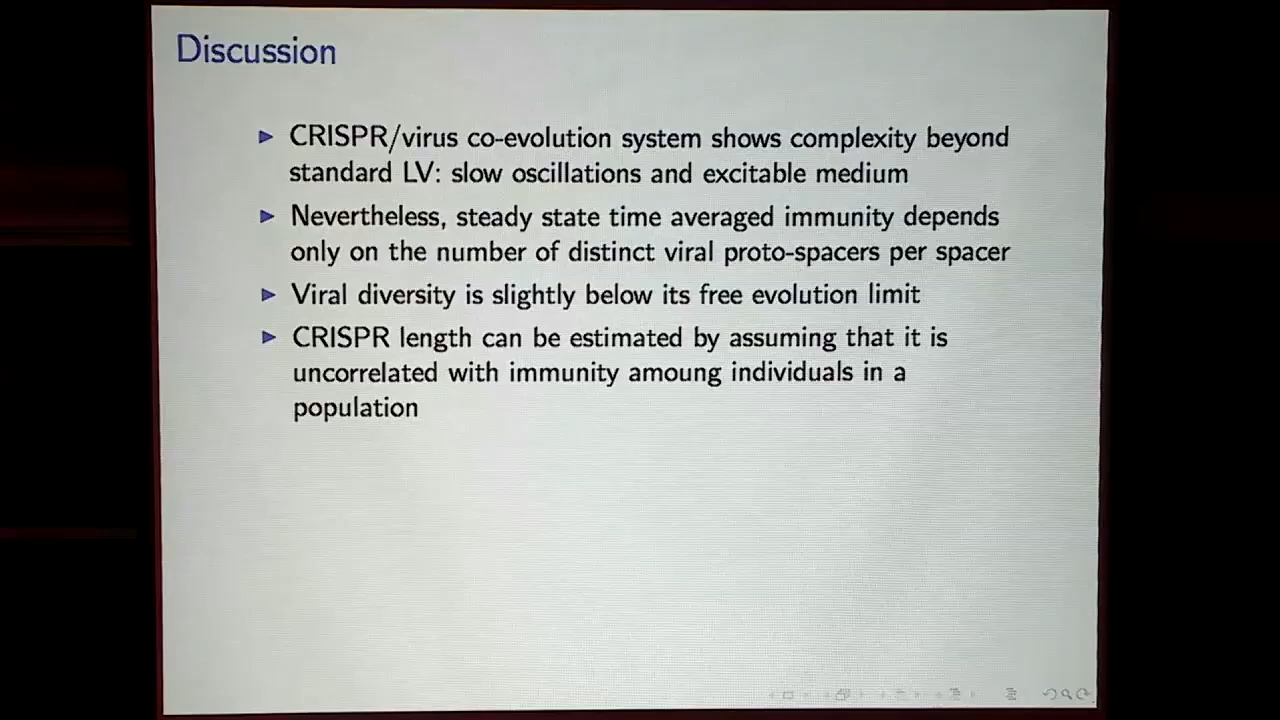 Discussion
CRISPR/virus co-evolution system shows complexity beyond
standard LV: slow oscillations and excitable medium
Nevertheless, steady state time averaged immunity depends
only on the number of distinct viral proto-spacers per spacer
Viral diversity is slightly below its free evolution limit
CRISPR length can be estimated by assuming that it is
uncorrelated with immunity amoung individuals in a
population